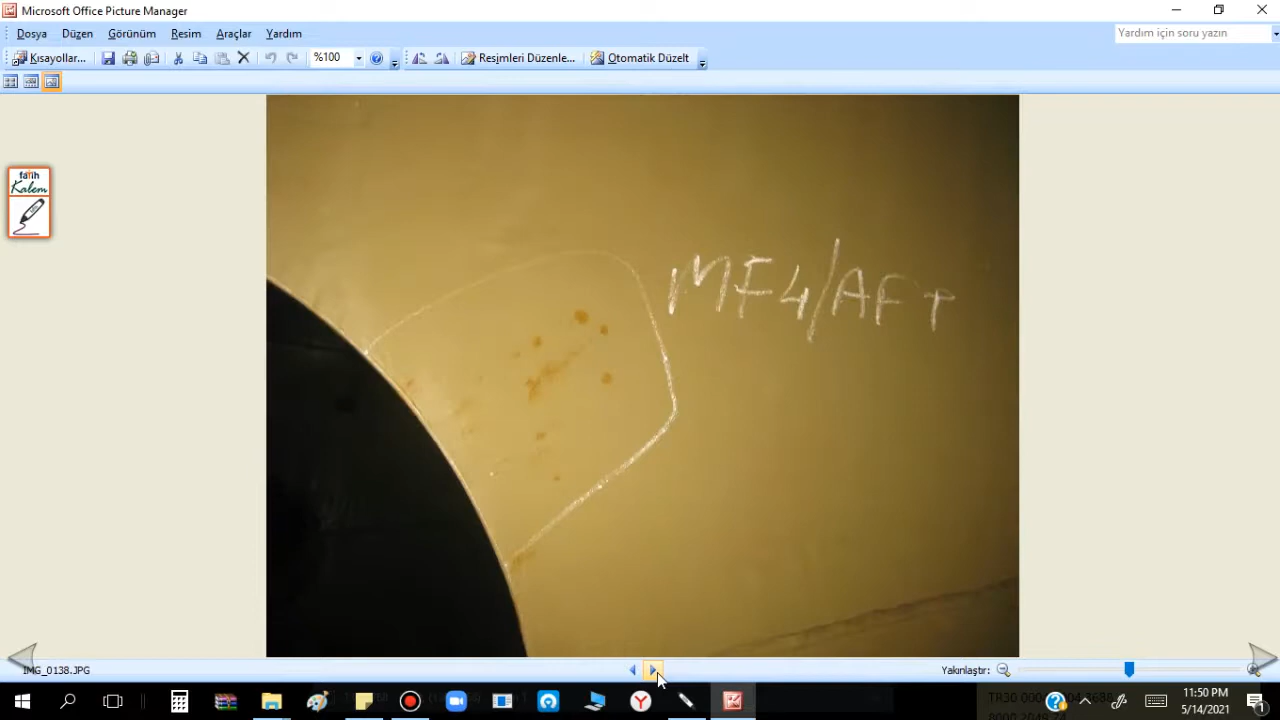 Microsoft Office Picture Manager
Dosya Düzen Görünüm Resim Araçlar Yardım
Yardım için soru yazın
Kısayollar... %100 Resimleri Düzenle... Otomatik Düzelt
fatih
Kalem
MF4/AFT
IMG_0138.JPG
Yakınlaştır:
11:50 PM
5/14/2021